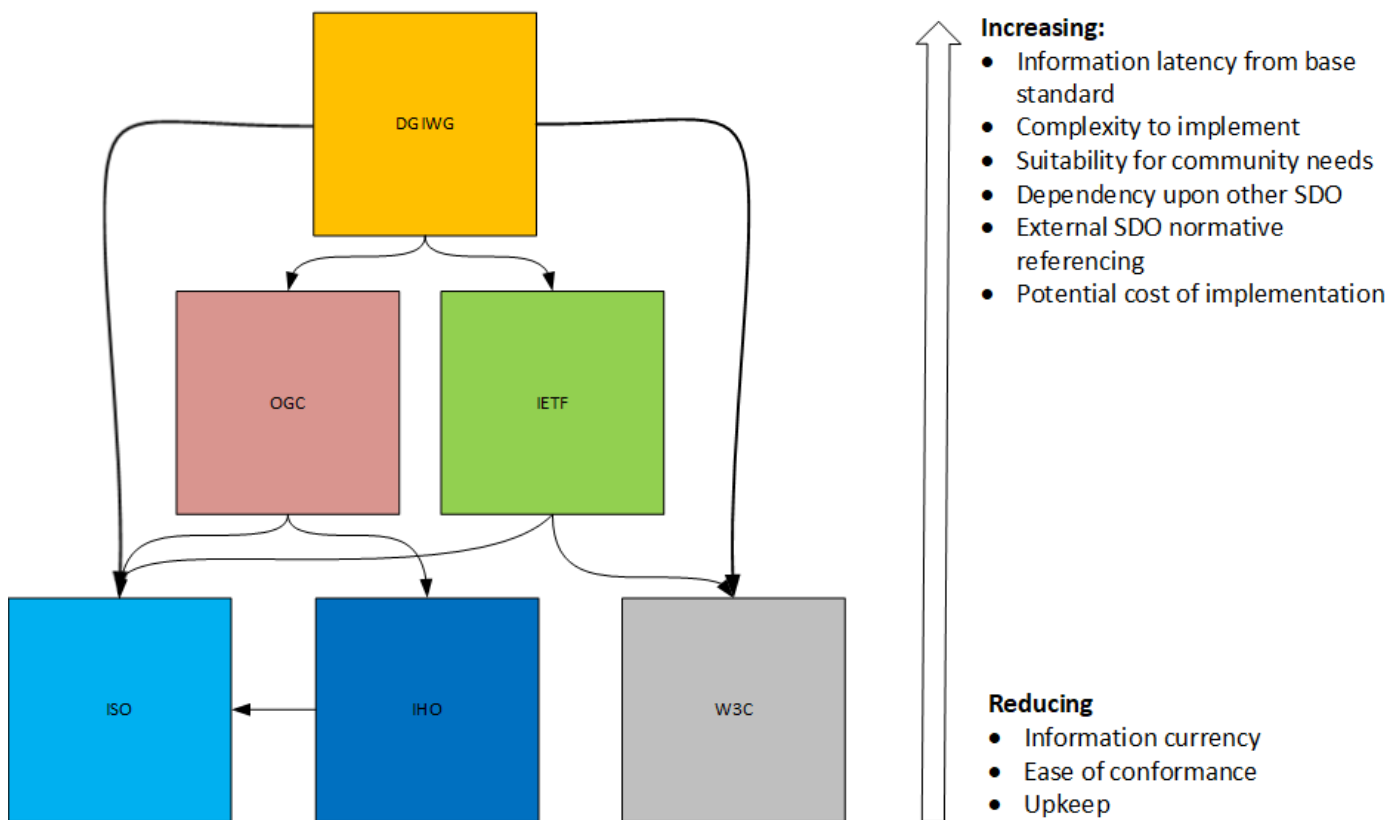 DGIWG
OGC
IETF
ISO
IHO
W3C
Increasing:
• Information latency from base
standard
• Complexity to implement
• Suitability for community needs
• Dependency upon other SDO
• External SDO normative
referencing
• Potential cost of implementation
Reducing
• Information currency
• Ease of conformance
• Upkeep